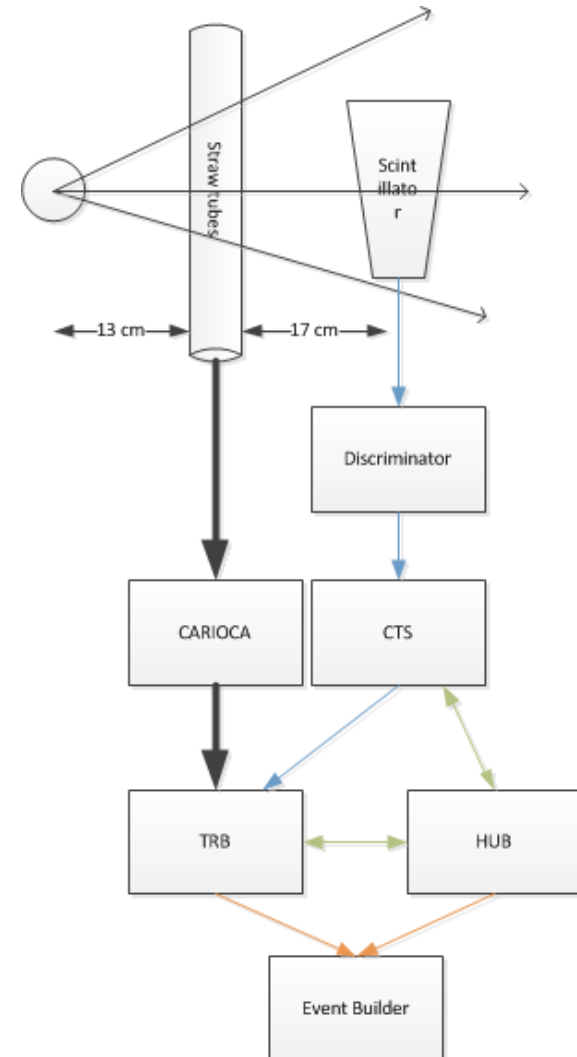 Straw tubes
Scint
illato
r
13 cm
17 cm
Discriminator
CARIOCA
CTS
TRB
HUB
Event Builder